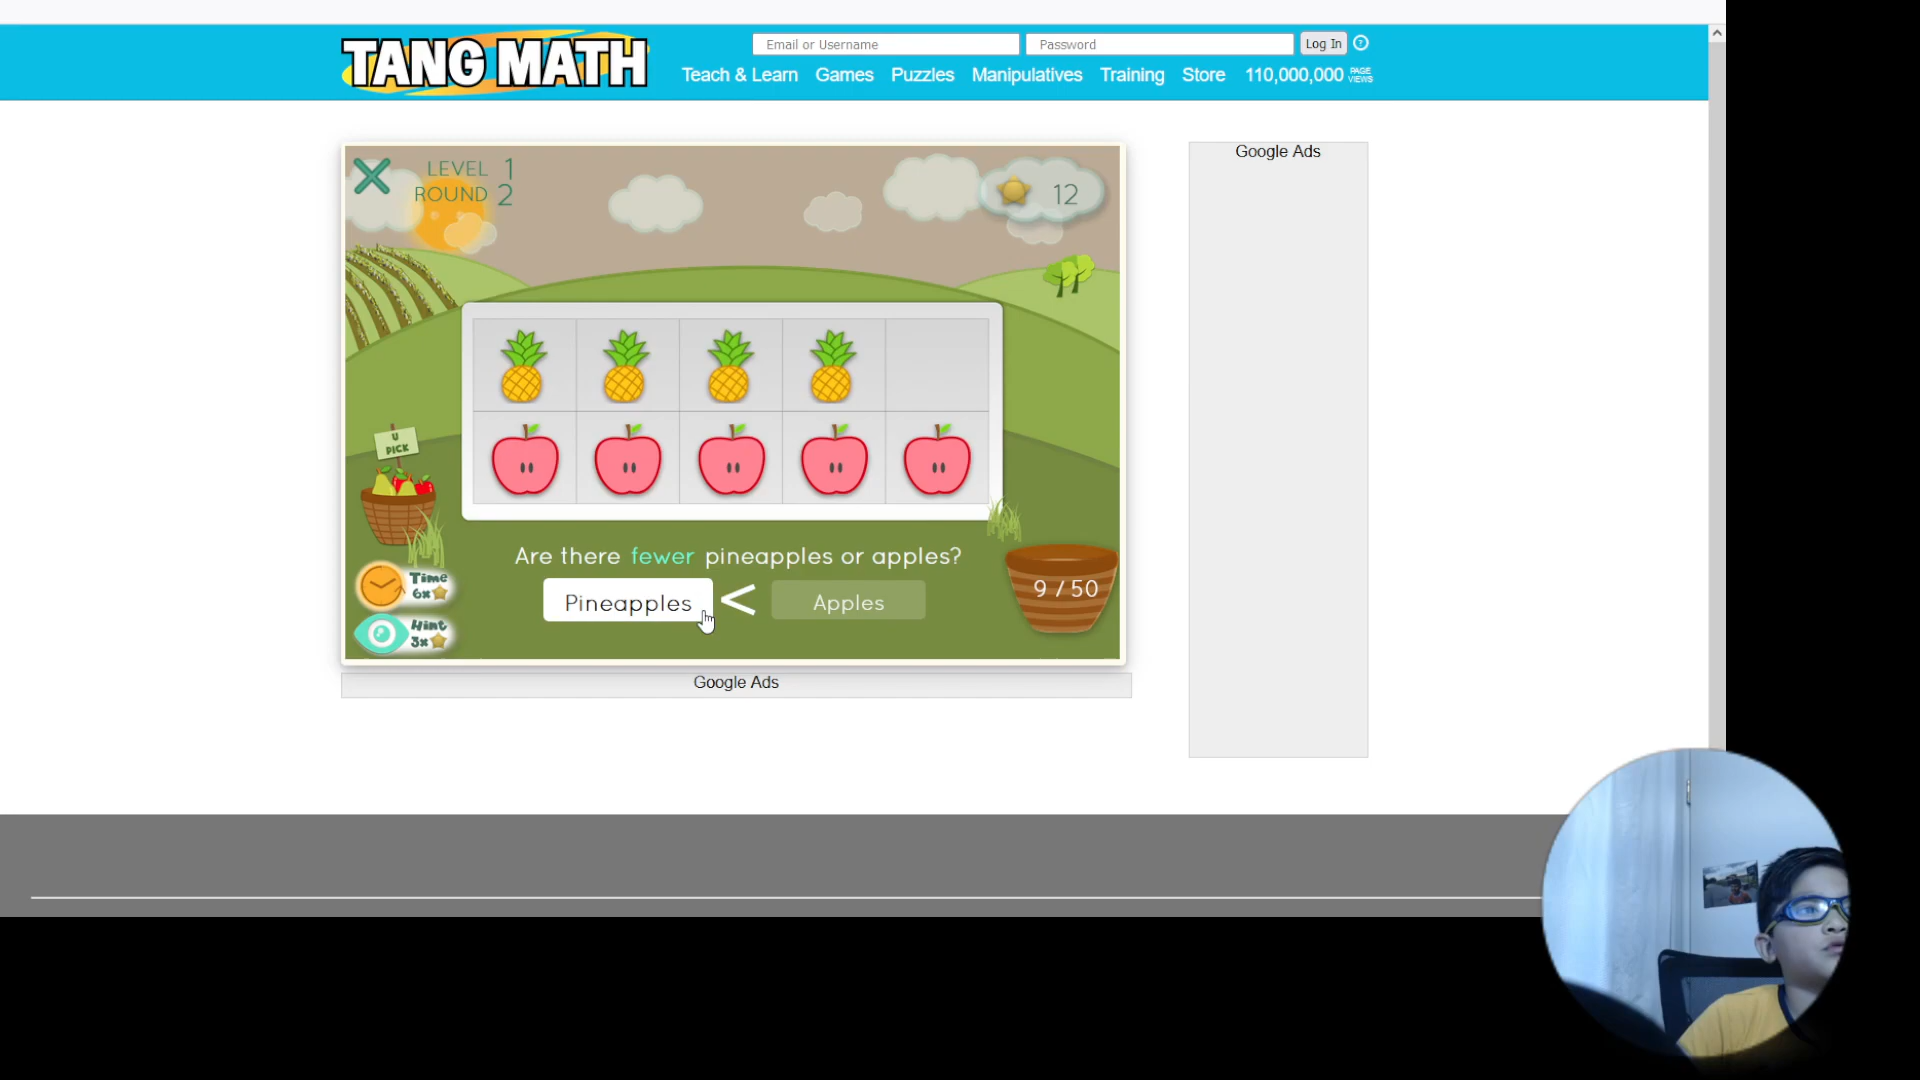 TANG MATH
Email or Username
Password
Log In
?
Teach & Learn
Games
Puzzles
Manipulatives
Training
Store
110,000,000 PAGE VIEWS
LEVEL 1
ROUND 2
12
U PICK
Are there fewer pineapples or apples?
Pineapples < Apples
Time
6x
Hint
3x
9 / 50
Google Ads
Google Ads